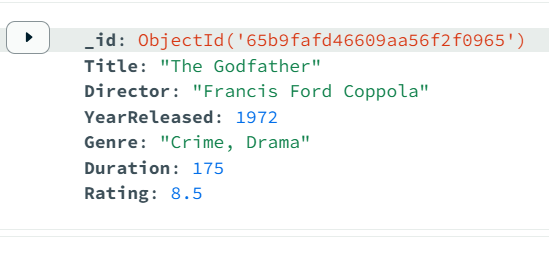 _id: ObjectId('65b9fafd46609aa56f2f0965')
Title: "The Godfather"
Director: "Francis Ford Coppola"
YearReleased: 1972
Genre: "Crime, Drama"
Duration: 175
Rating: 8.5